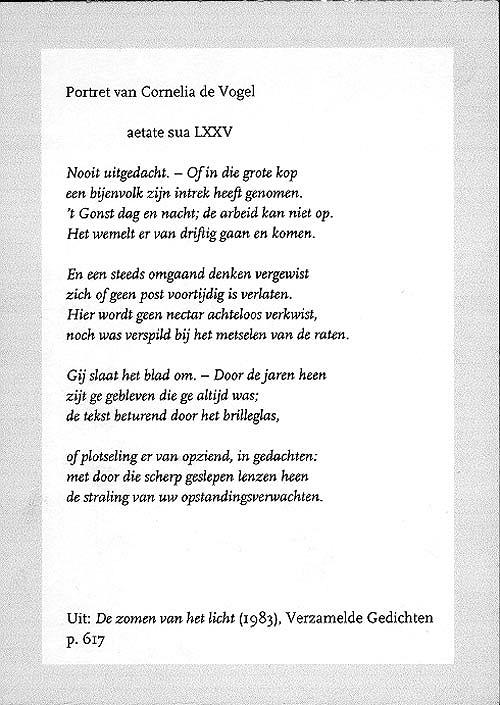 Portret van Cornelia de Vogel
aetate sua LXXV
Nooit uitgedacht. – Of in die grote kop
een bijenvolk zijn intrek heeft genomen.
't Gonst dag en nacht; de arbeid kan niet op.
Het wemelt er van driftig gaan en komen.
En een steeds omgaand denken vergewist
zich of geen post voortijdig is verlaten.
Hier wordt geen nectar achteloos verkwist,
noch was verspild bij het metselen van de raten.
Gij slaat het blad om. – Door de jaren heen
zijt ge gebleven die ge altijd was;
de tekst beturend door het brilleglas,
of plotseling er van opziend, in gedachten:
met door die scherp geslepen lenzen heen
de straling van uw opstandingsverwachten.
Uit: De zomen van het licht (1983), Verzamelde Gedichten
p. 617